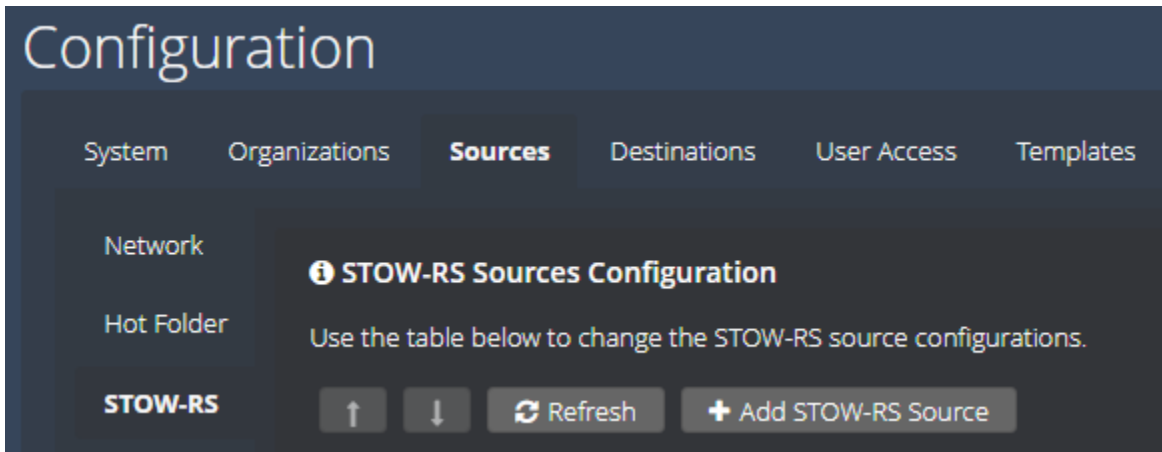 Configuration
System Organizations Sources Destinations User Access Templates
Network
STOW-RS Sources Configuration
Hot Folder
Use the table below to change the STOW-RS source configurations.
STOW-RS
Refresh Add STOW-RS Source